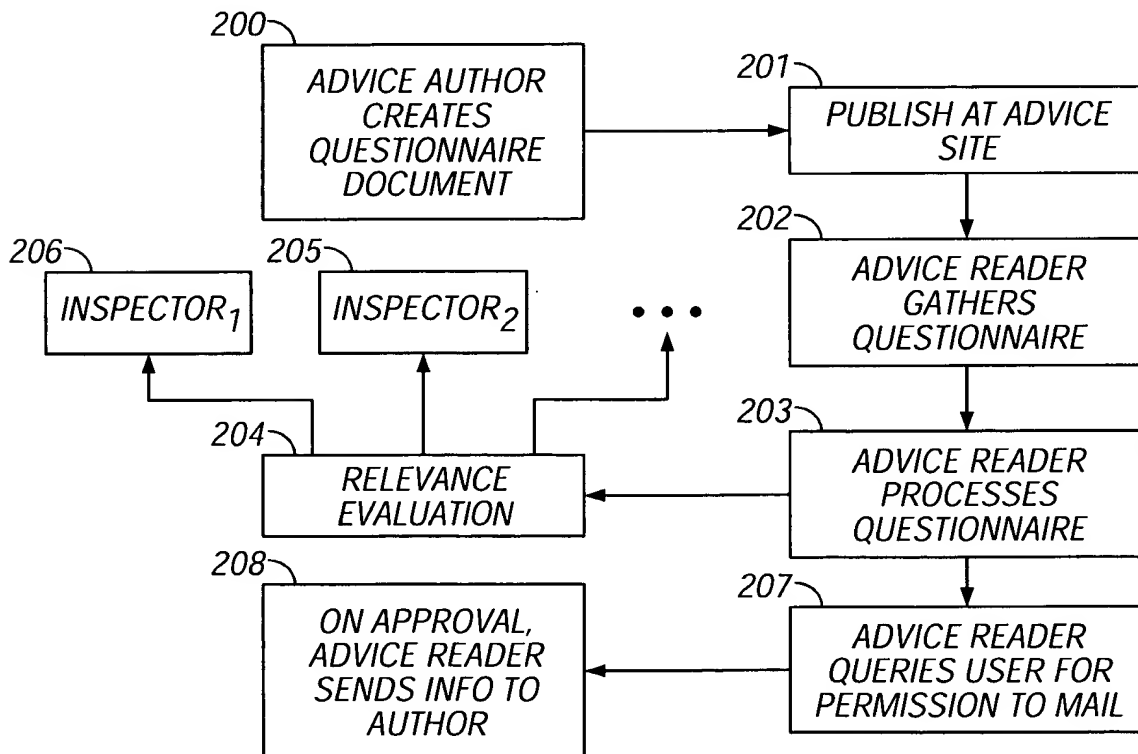 200
ADVICE AUTHOR
CREATES
QUESTIONNAIRE
DOCUMENT
201
PUBLISH AT ADVICE
SITE
202
ADVICE READER
GATHERS
QUESTIONNAIRE
206
INSPECTOR1
205
INSPECTOR2
203
ADVICE READER
PROCESSES
QUESTIONNAIRE
204
RELEVANCE
EVALUATION
207
ADVICE READER
QUERIES USER FOR
PERMISSION TO MAIL
208
ON APPROVAL,
ADVICE READER
SENDS INFO TO
AUTHOR